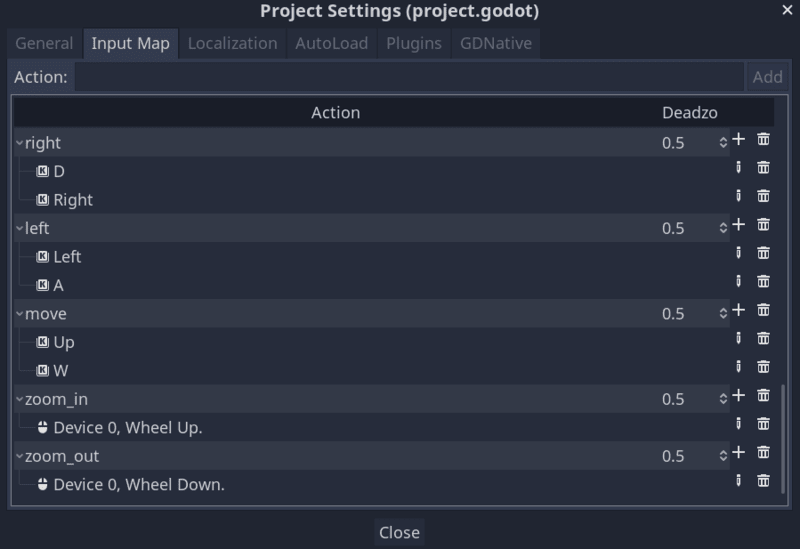 Project Settings (project.godot)
General Input Map Localization AutoLoad Plugins GDNative
Action: Add
Action Deadzo
right 0.5
D
Right
left 0.5
Left
A
move 0.5
Up
W
zoom_in 0.5
Device 0, Wheel Up.
zoom_out 0.5
Device 0, Wheel Down.
Close